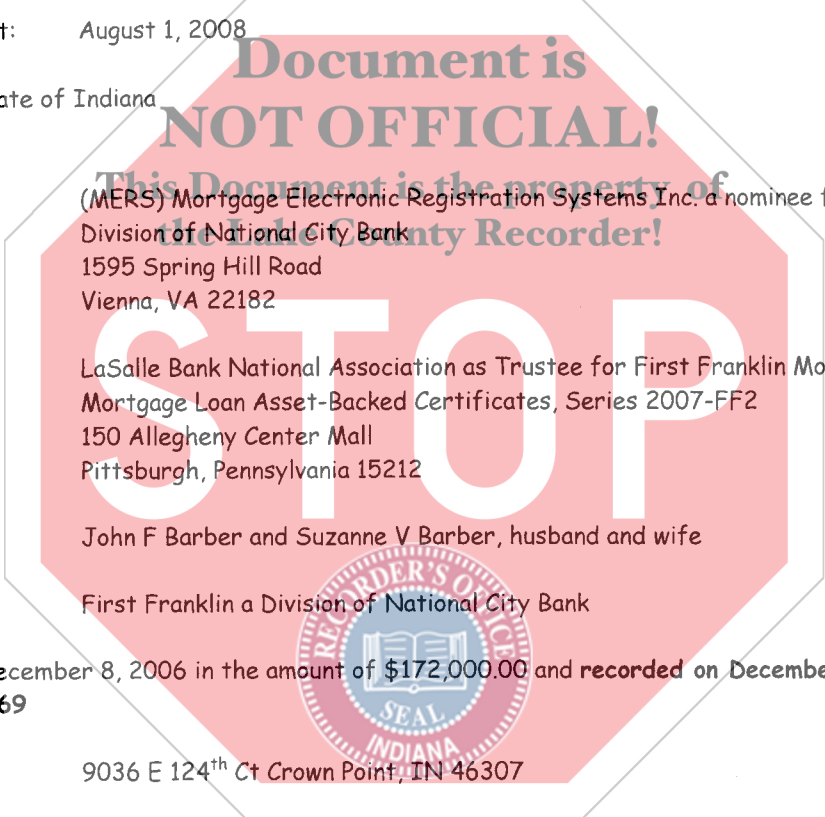 t: August 1, 2008
Document is
ate of Indiana
NOT OFFICIAL!
This Document is the property of
(MERS) Mortgage Electronic Registration Systems Inc. a nominee f
the Lake County Recorder!
Division of National City Bank
1595 Spring Hill Road
Vienna, VA 22182
STOP
LaSalle Bank National Association as Trustee for First Franklin Mo
Mortgage Loan Asset-Backed Certificates, Series 2007-FF2
150 Allegheny Center Mall
Pittsburgh, Pennsylvania 15212
John F Barber and Suzanne V Barber, husband and wife
First Franklin a Division of National City Bank
RECORDER'S OFFICE
ecember 8, 2006 in the amount of $172,000.00 and recorded on Decembe
69
SEAL
INDIANA
9036 E 124th Ct Crown Point, IN 46307